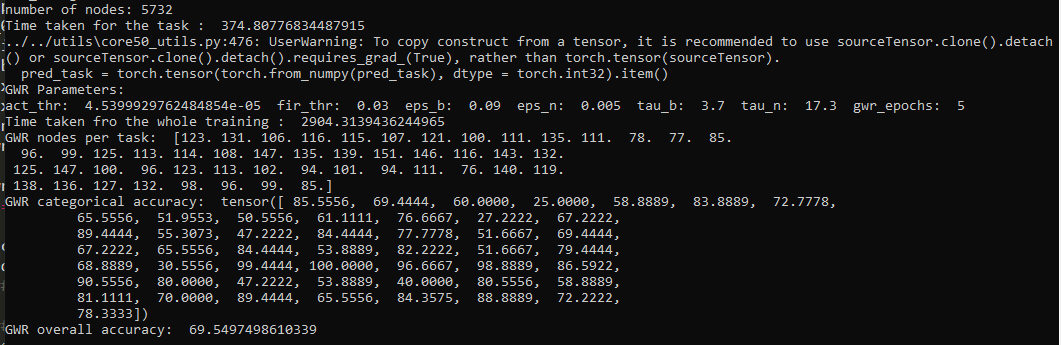 number of nodes: 5732
Time taken for the task :  374.80776834487915
../../utils\core50_utils.py:476: UserWarning: To copy construct from a tensor, it is recommended to use sourceTensor.clone().detach
() or sourceTensor.clone().detach().requires_grad_(True), rather than torch.tensor(sourceTensor).
  pred_task = torch.tensor(torch.from_numpy(pred_task), dtype = torch.int32).item()
GWR Parameters:
act_thr:  4.5399929762484854e-05  fir_thr:  0.03  eps_b:  0.09  eps_n:  0.005  tau_b:  3.7  tau_n:  17.3  gwr_epochs:  5
Time taken fro the whole training :  2904.3139436244965
GWR nodes per task:  [123. 131. 106. 116. 115. 107. 121. 100. 111. 135. 111.  78.  77.  85.
  96.  99. 125. 113. 114. 108. 147. 135. 139. 151. 146. 116. 143. 132.
 125. 147. 100.  96. 123. 113. 102.  94. 101.  94. 111.  76. 140. 119.
 138. 136. 127. 132.  98.  96.  99.  85.]
GWR categorical accuracy:  tensor([ 85.5556,  69.4444,  60.0000,  25.0000,  58.8889,  83.8889,  72.7778,
         65.5556,  51.9553,  50.5556,  61.1111,  76.6667,  27.2222,  67.2222,
         89.4444,  55.3073,  47.2222,  84.4444,  77.7778,  51.6667,  69.4444,
         67.2222,  65.5556,  84.4444,  53.8889,  82.2222,  51.6667,  79.4444,
         68.8889,  30.5556,  99.4444, 100.0000,  96.6667,  98.8889,  86.5922,
         90.5556,  80.0000,  47.2222,  53.8889,  40.0000,  80.5556,  58.8889,
         81.1111,  70.0000,  89.4444,  65.5556,  84.3575,  88.8889,  72.2222,
         78.3333])
GWR overall accuracy:  69.5497498610339